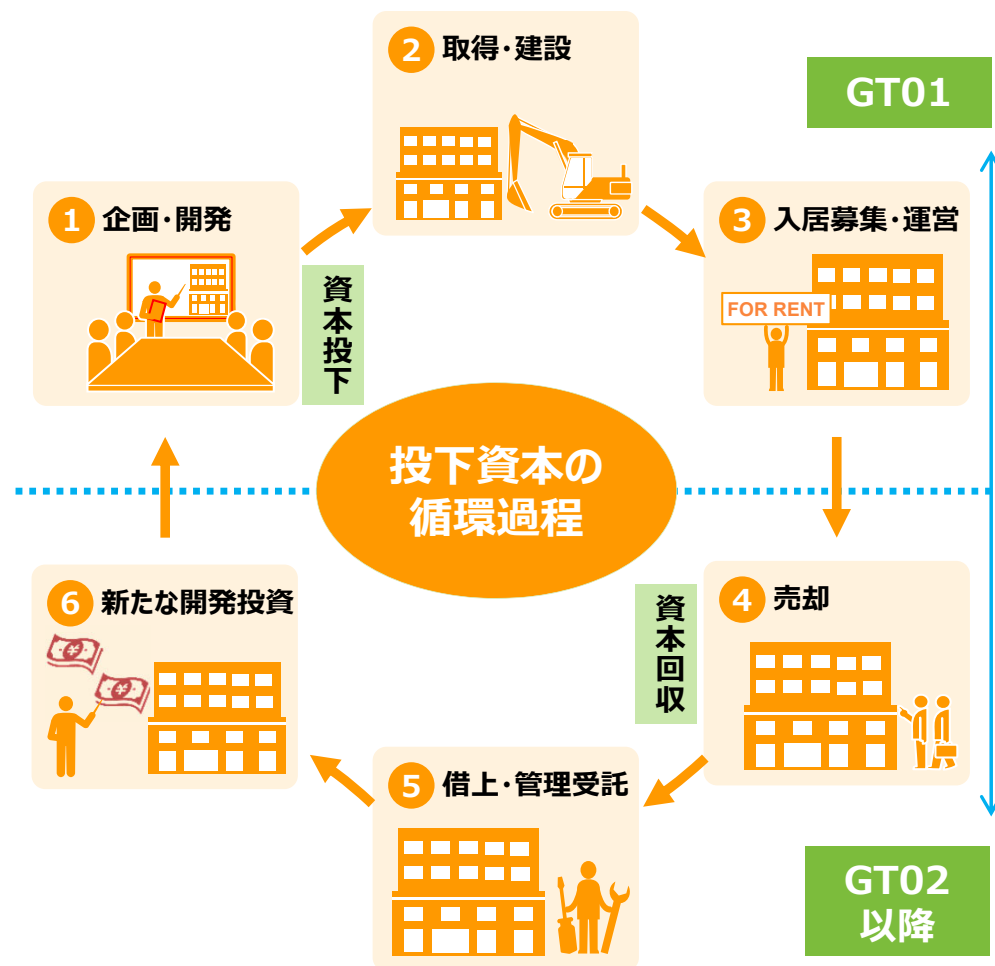 1 企画・開発
資本投下
2 取得・建設
GT01
3 入居募集・運営
FOR RENT
投下資本の
循環過程
4 売却
資本回収
5 借上・管理受託
6 新たな開発投資
¥
¥
GT02
以降